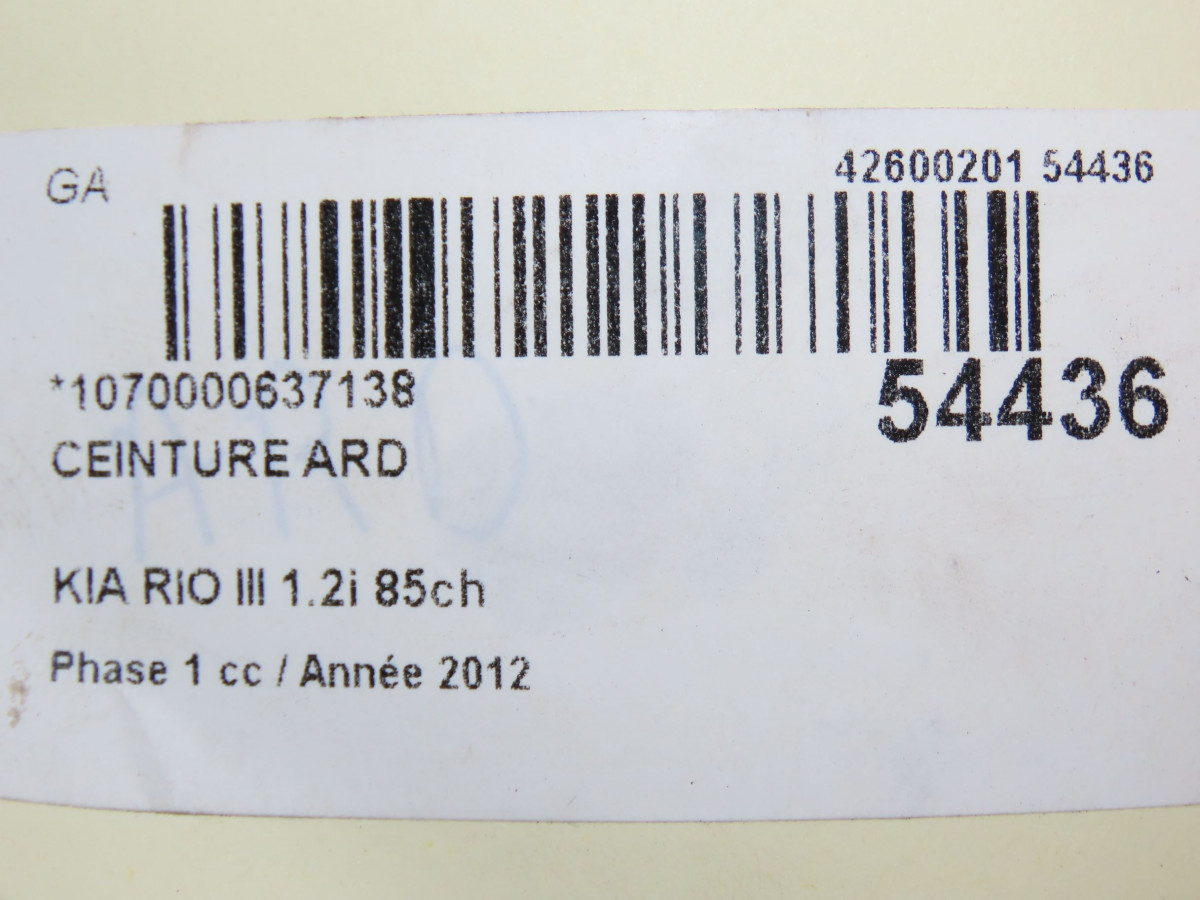 GA
42600201 54436
*1070000637138
54436
CEINTURE ARD
KIA RIO III 1.2i 85ch
Phase 1 cc / Année 2012